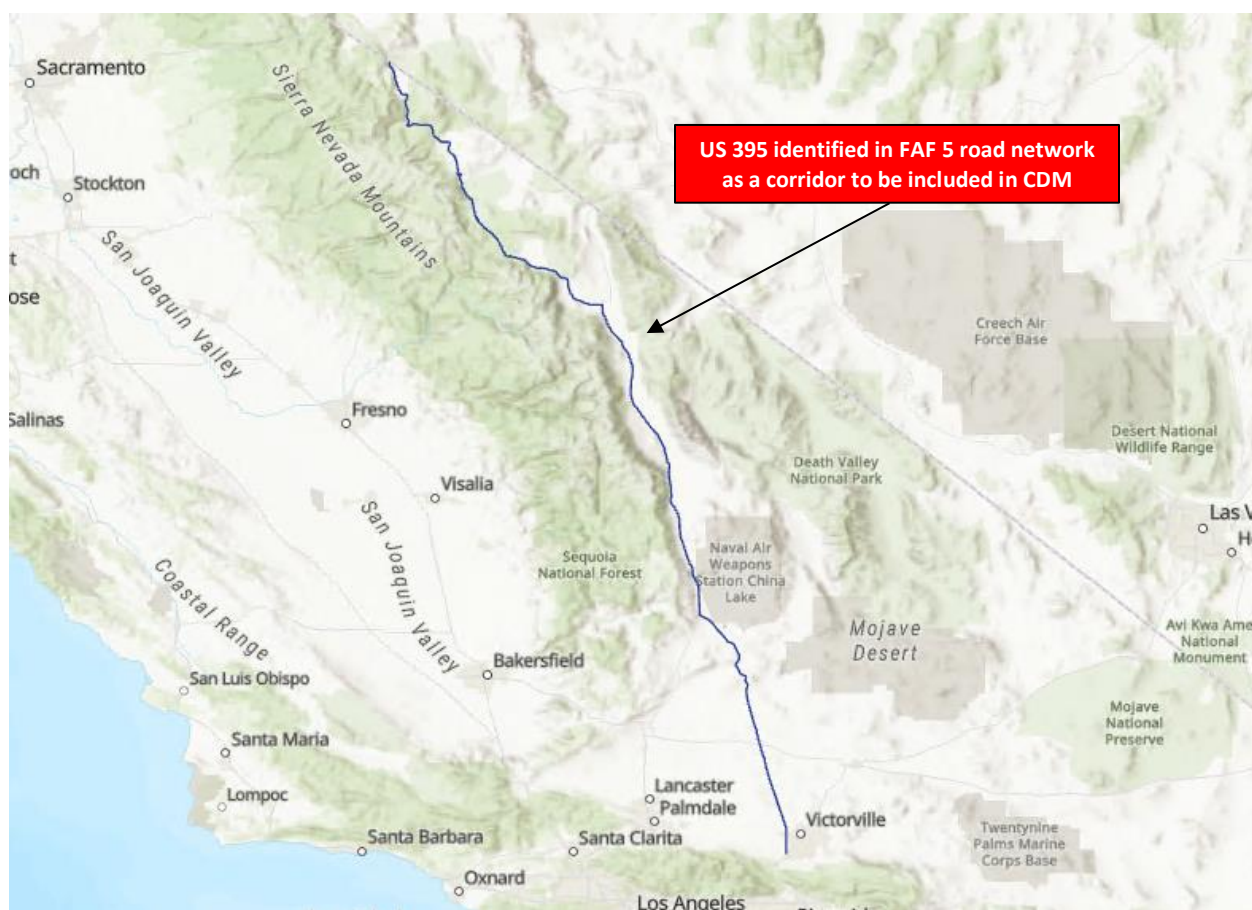 Sacramento
Sierra Nevada Mountains
US 395 identified in FAF 5 road network
as a corridor to be included in CDM
och
Stockton
San Joaquin Valley
t
ose
Creech Air
Force Base
Salinas
Fresno
Desert National
Wildlife Range
Death Valley
National Park
Visalia
Las V
He
San Joaquin Valley
Sequoia
National Forest
Naval Air
Weapons
Station China
Lake
Coastal Range
Mojave
Desert
Avi Kwa Ame
National
Monument
Bakersfield
San Luis Obispo
Mojave
National
Preserve
Santa Maria
Lancaster
Palmdale
Lompoc
Victorville
Twentynine
Palms Marine
Corps Base
Santa Barbara
Santa Clarita
Oxnard
Los Angeles